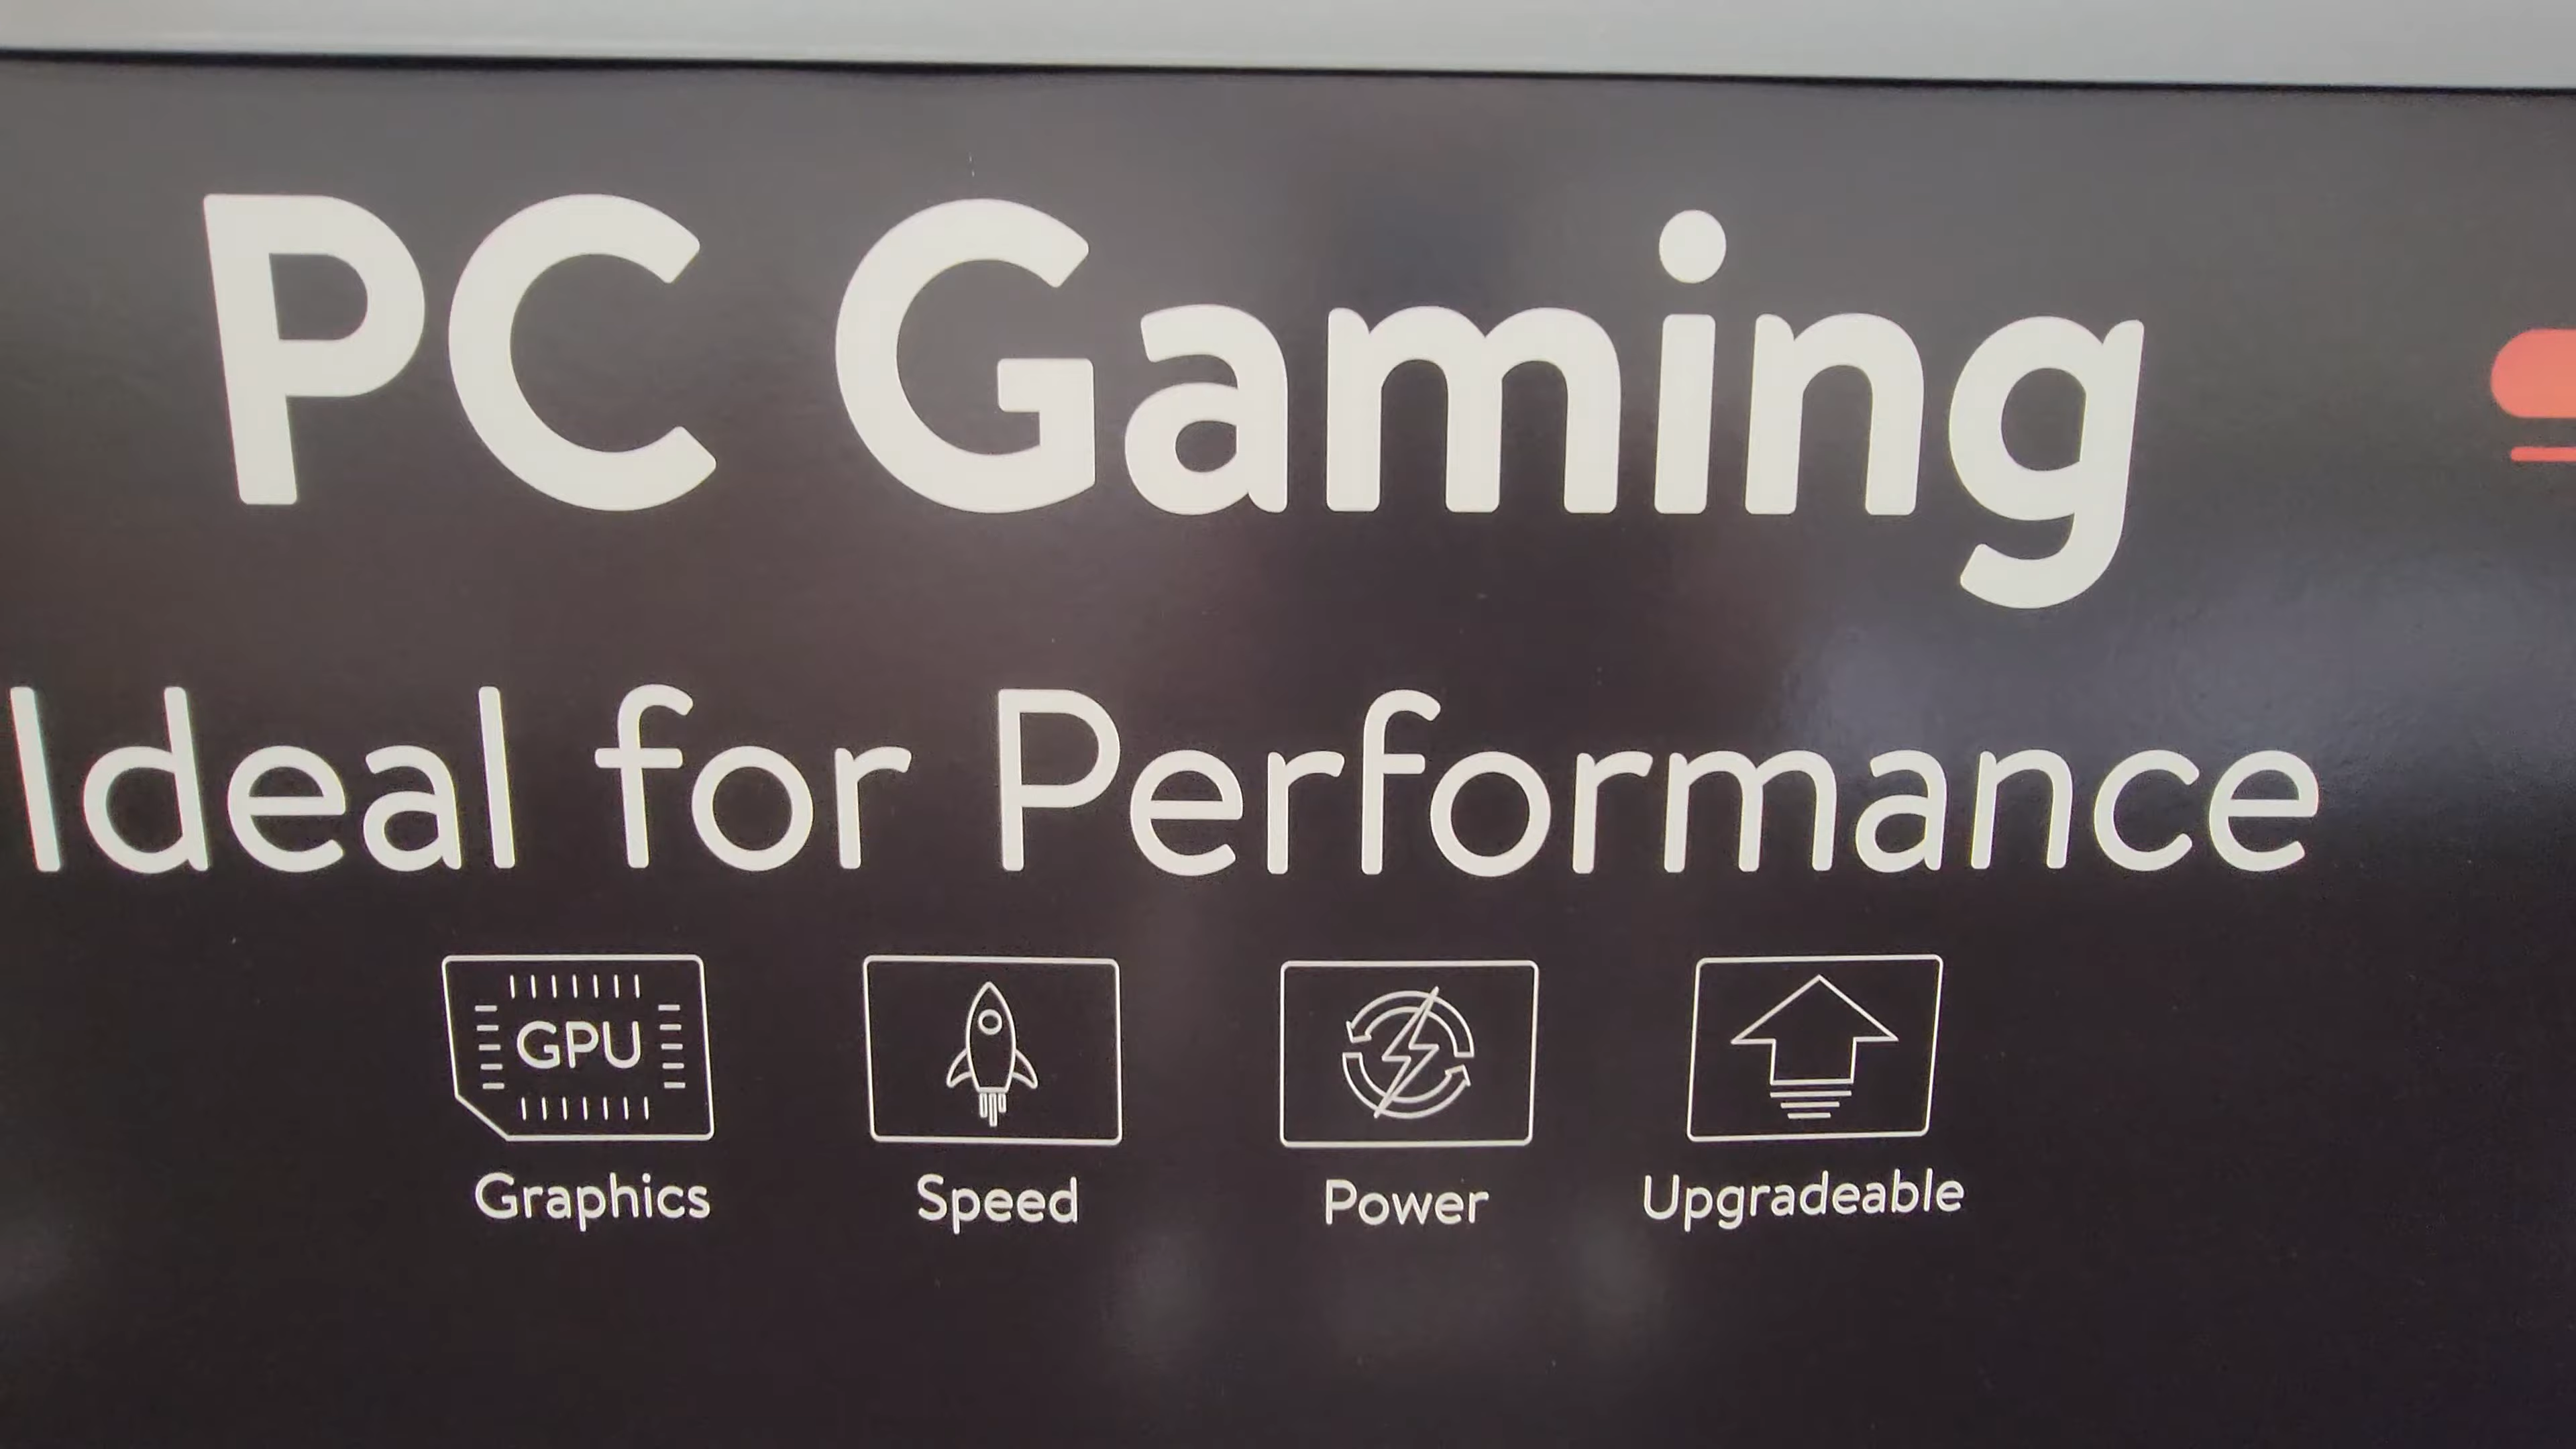 PC Gaming
Ideal for Performance
GPU
Graphics
Speed
Power
Upgradeable